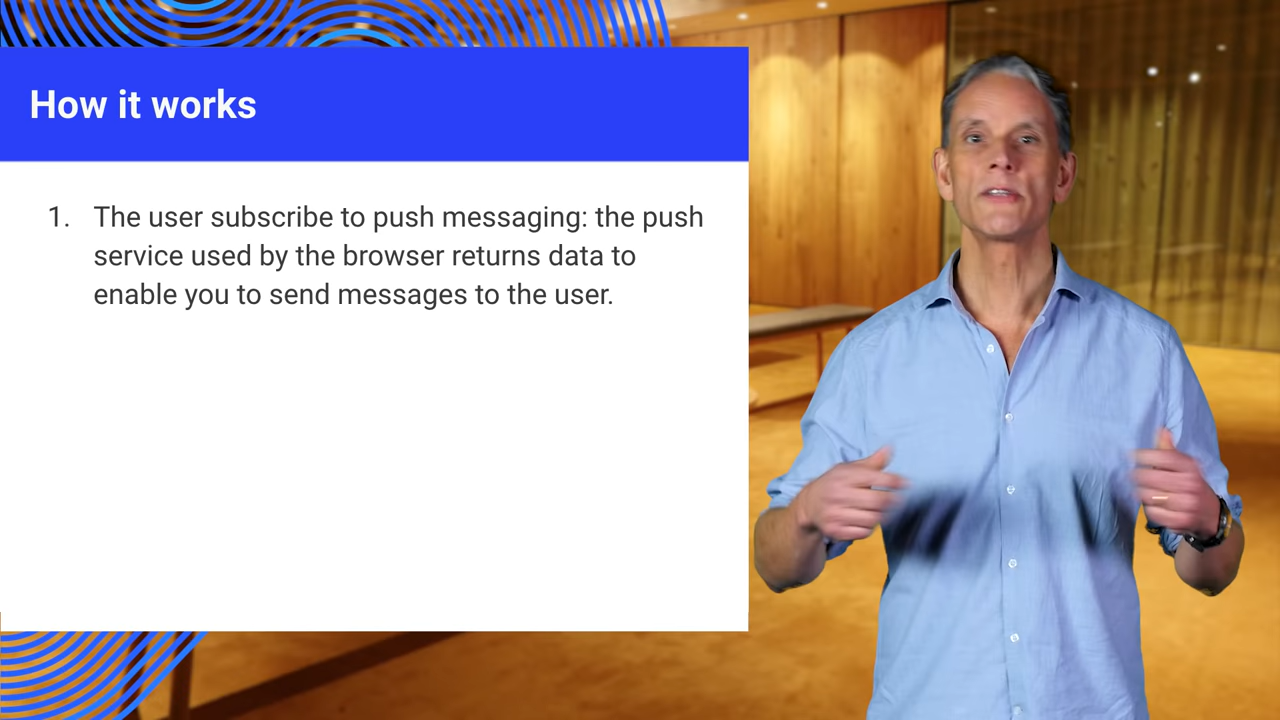 How it works
1. The user subscribe to push messaging: the push
service used by the browser returns data to
enable you to send messages to the user.